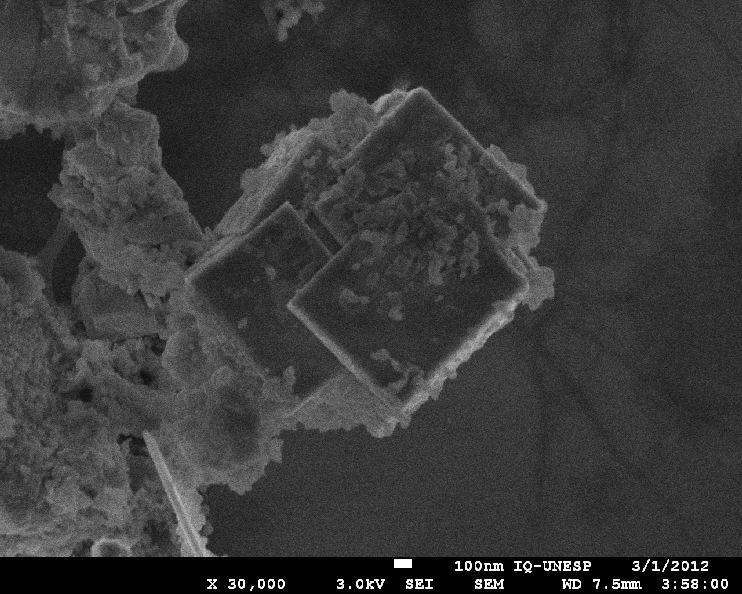 100nm IQ-UNESP 3/1/2012
X 30,000 3.0kV SEI SEM WD 7.5mm 3:58:00